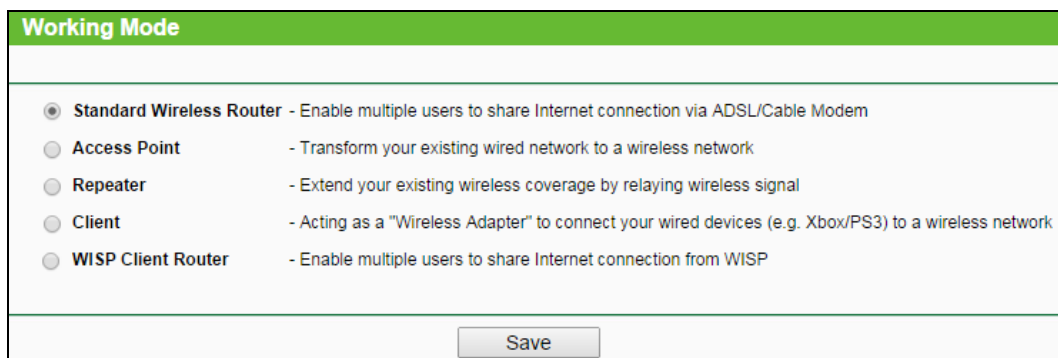 Working Mode
Standard Wireless Router - Enable multiple users to share Internet connection via ADSL/Cable Modem
Access Point - Transform your existing wired network to a wireless network
Repeater - Extend your existing wireless coverage by relaying wireless signal
Client - Acting as a "Wireless Adapter" to connect your wired devices (e.g. Xbox/PS3) to a wireless network
WISP Client Router - Enable multiple users to share Internet connection from WISP
Save